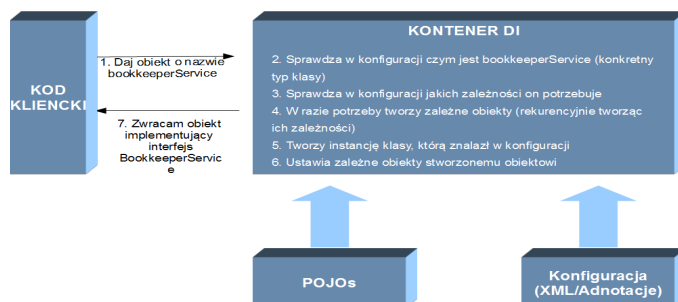 KONTENER DI
KOD
KLIENCKI
1. Daj obiekt o nazwie
bookkeeperService
7. Zwracam obiekt
implementujący
interfejs
BookkeeperServic
e
2. Sprawdza w konfiguracji czym jest bookeeperService (konkretny
typ klasy)
3. Sprawdza w konfiguracji jakich zależności on potrzebuje
4. W razie potrzeby tworzy zależne obiekty (rekurencyjnie tworząc
ich zależności)
5. Tworzy instancję klasy, którą znalazł w konfiguracji
6. Ustawia zależne obiekty stworzonemu obiektowi
POJOs
Konfiguracja
(XML/Adnotacje)